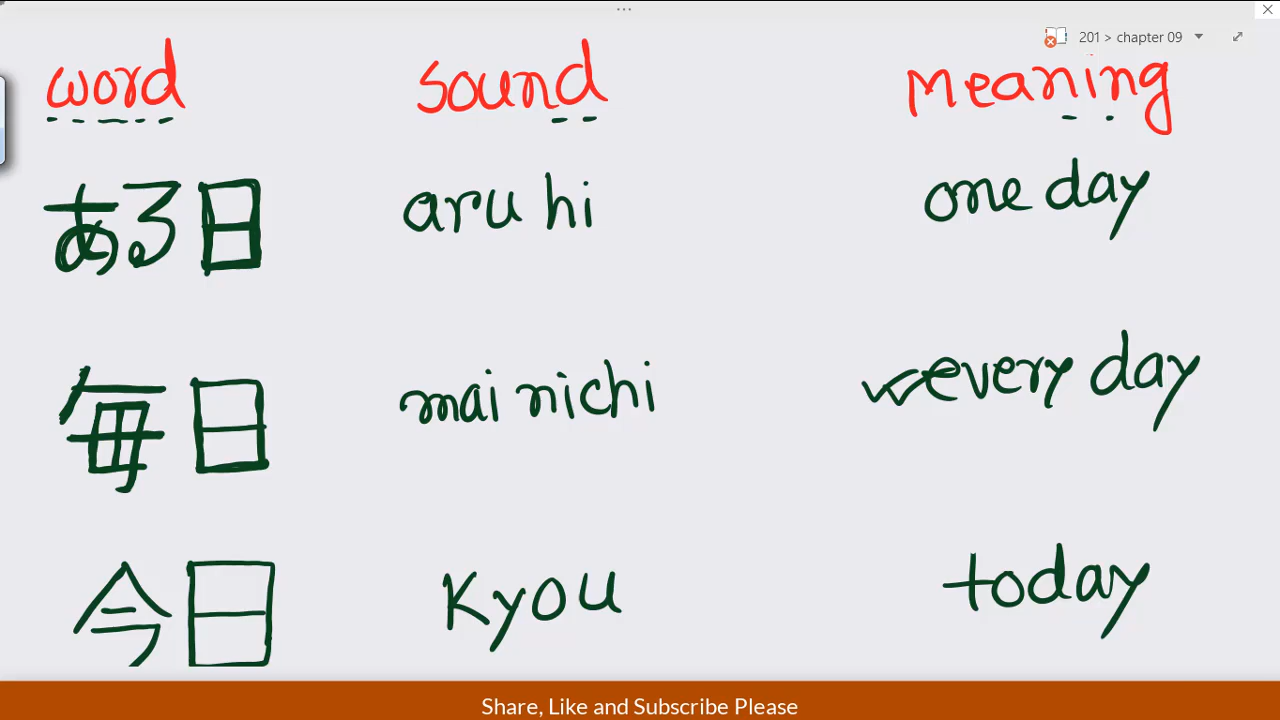 201 > chapter 09
word sound Meaning
ある日 aru hi one day
毎日 mai nichi every day
今日 Kyou today
Share, Like and Subscribe Please